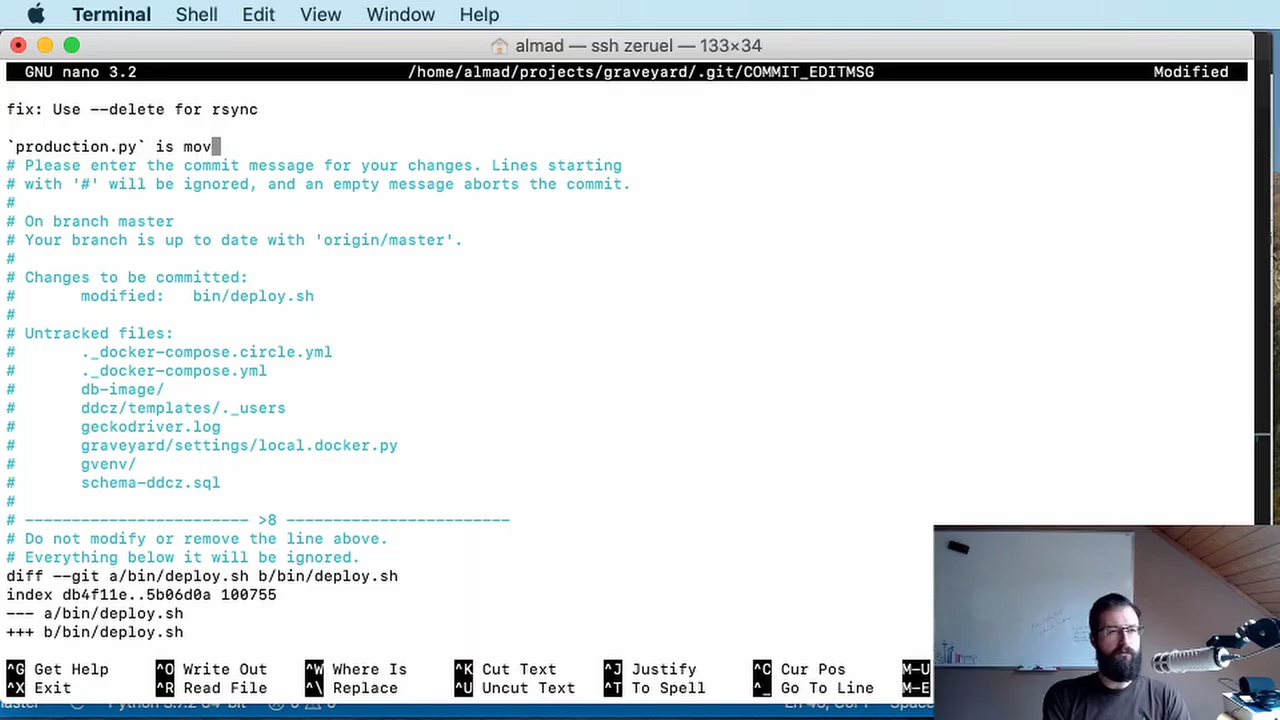 Terminal Shell Edit View Window Help
almad — ssh zeruel — 133×34
GNU nano 3.2 /home/almad/projects/graveyard/.git/COMMIT_EDITMSG Modified
fix: Use --delete for rsync
`production.py` is mov
# Please enter the commit message for your changes. Lines starting
# with '#' will be ignored, and an empty message aborts the commit.
#
# On branch master
# Your branch is up to date with 'origin/master'.
#
# Changes to be committed:
# modified: bin/deploy.sh
#
# Untracked files:
# ._docker-compose.circle.yml
# ._docker-compose.yml
# db-image/
# ddcz/templates/._users
# geckodriver.log
# graveyard/settings/local.docker.py
# gvenv/
# schema-ddcz.sql
#
# ------------------------ >8 ------------------------
# Do not modify or remove the line above.
# Everything below it will be ignored.
diff --git a/bin/deploy.sh b/bin/deploy.sh
index db4f11e..5b06d0a 100755
--- a/bin/deploy.sh
+++ b/bin/deploy.sh
^G Get Help ^O Write Out ^W Where Is ^K Cut Text ^J Justify ^C Cur Pos M-U
^X Exit ^R Read File ^\ Replace ^U Uncut Text ^T To Spell ^_ Go To Line M-E